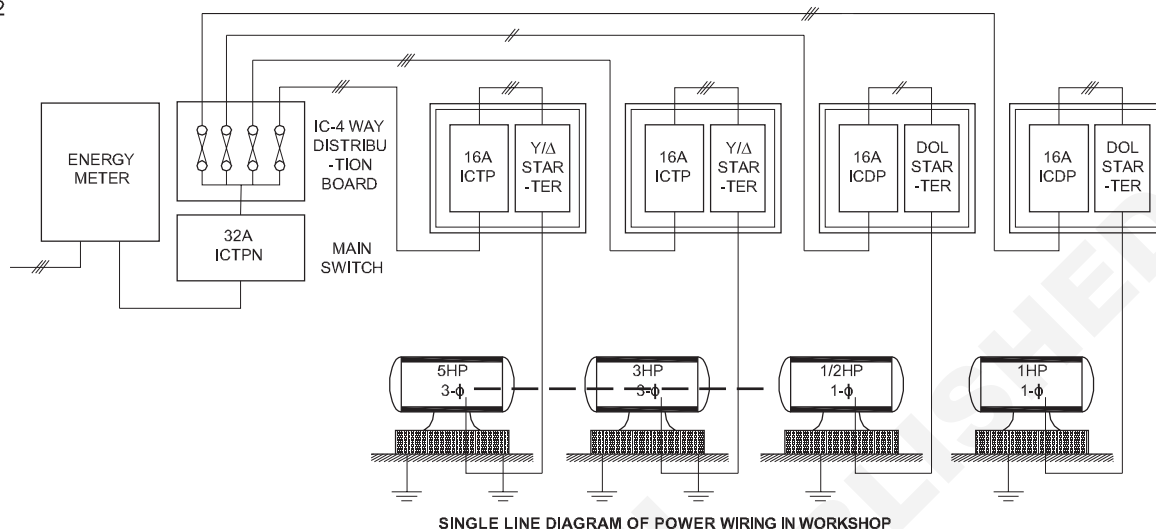 2
ENERGY
METER
IC-4 WAY
DISTRIBU
-TION
BOARD
32A
ICTPN
MAIN
SWITCH
16A
ICTP
Y/Δ
STAR
-TER
16A
ICTP
Y/Δ
STAR
-TER
16A
ICDP
DOL
STAR
-TER
16A
ICDP
DOL
STAR
-TER
5HP
3-ϕ
3HP
3-ϕ
1/2HP
1-ϕ
1HP
1-ϕ
SINGLE LINE DIAGRAM OF POWER WIRING IN WORKSHOP